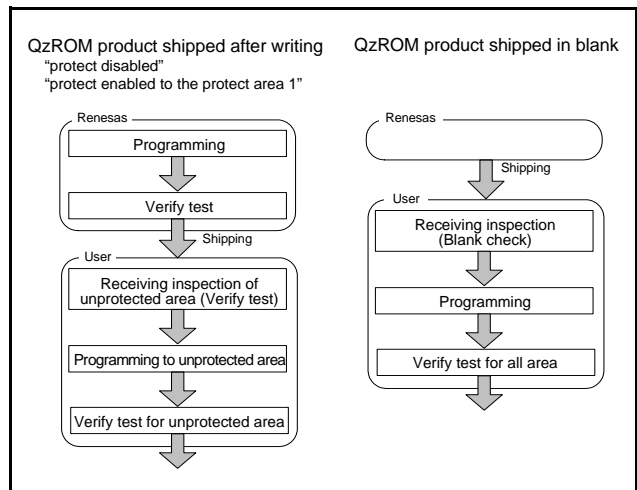 QzROM product shipped after writing
“protect disabled”
“protect enabled to the protect area 1”
Renesas
Programming
Verify test
Shipping
User
Receiving inspection of
unprotected area (Verify test)
Programming to unprotected area
Verify test for unprotected area
QzROM product shipped in blank
Renesas
Shipping
User
Receiving inspection
(Blank check)
Programming
Verify test for all area